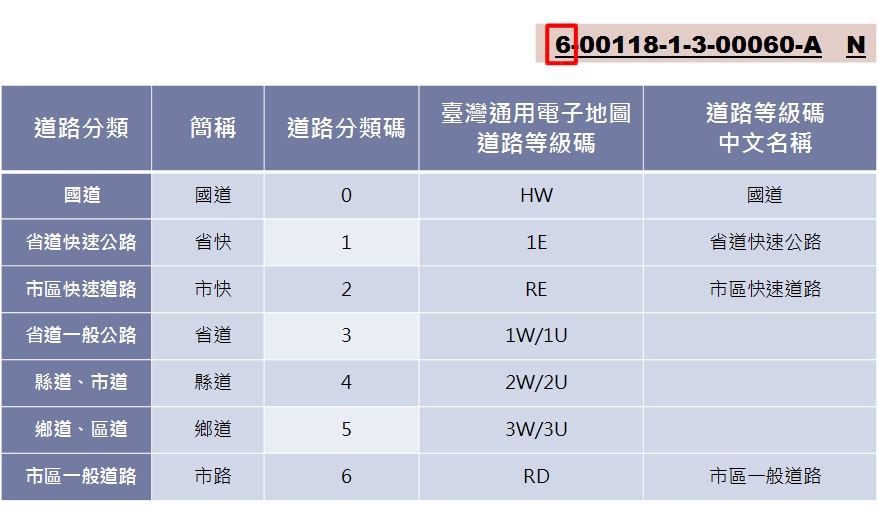 6-00118-1-3-00060-A N
道路分類 簡稱 道路分類碼 臺灣通用電子地圖 道路等級碼 道路等級碼 中文名稱
國道 國道 0 HW 國道
省道快速公路 省快 1 1E 省道快速公路
市區快速道路 市快 2 RE 市區快速道路
省道一般公路 省道 3 1W/1U
縣道、市道 縣道 4 2W/2U
鄉道、區道 鄉道 5 3W/3U
市區一般道路 市路 6 RD 市區一般道路